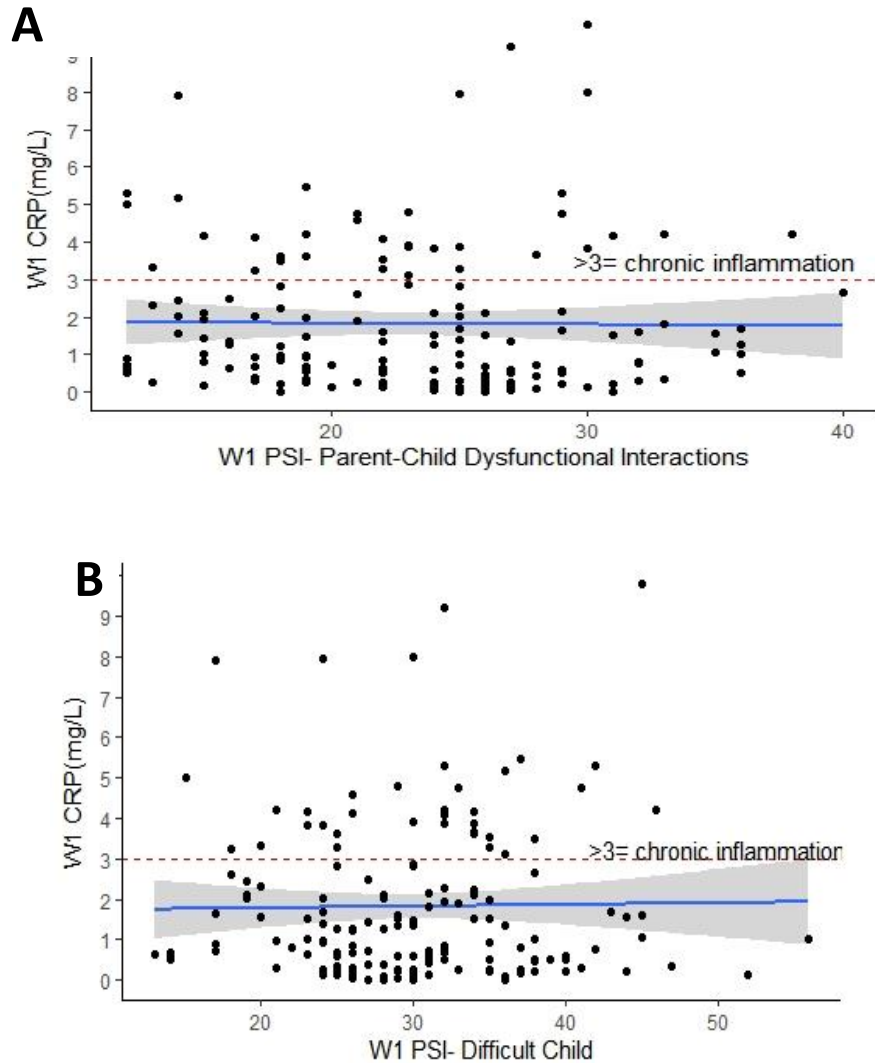 A
9
8
7
6
5
4
3
2
1
0
W1 CRP(mg/L)
>3= chronic inflammation
20 30 40
W1 PSI- Parent-Child Dysfunctional Interactions
B
9
8
7
6
5
4
3
2
1
0
W1 CRP(mg/L)
>3= chronic inflammation
20 30 40 50
W1 PSI- Difficult Child